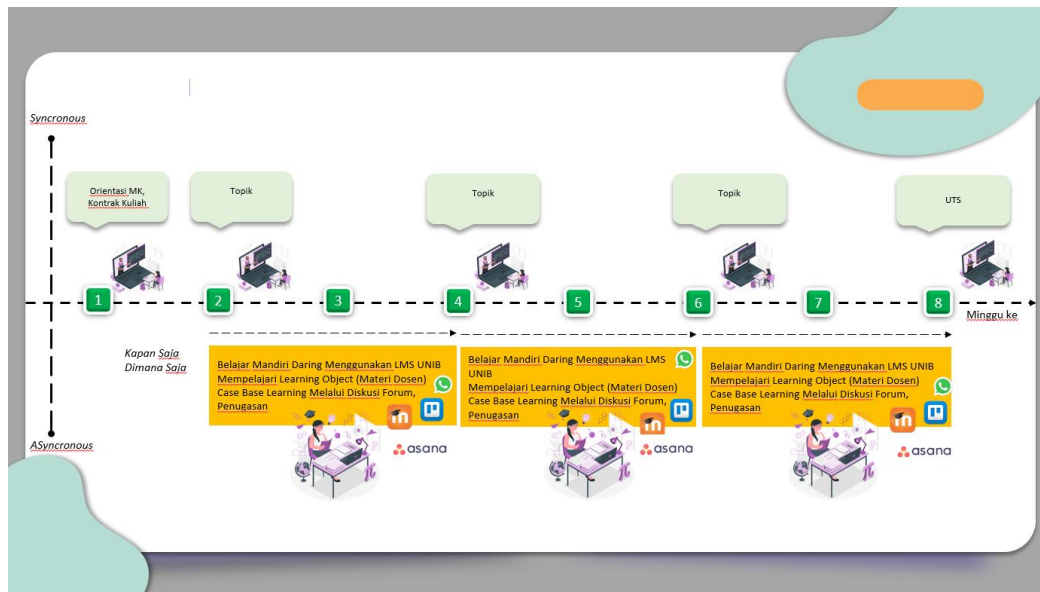 Syncronous
Orientasi MK,
Kontrak Kuliah
Topik
Topik
Topik
UTS
1
2
3
4
5
6
7
8
Minggu ke
Kapan Saja
Dimana Saja
Belajar Mandiri Daring Menggunakan LMS UNIB
Mempelajari Learning Object (Materi Dosen)
Case Base Learning Melalui Diskusi Forum,
Penugasan
asana
Belajar Mandiri Daring Menggunakan LMS
UNIB
Mempelajari Learning Object (Materi Dosen)
Case Base Learning Melalui Diskusi Forum,
Penugasan
asana
Belajar Mandiri Daring Menggunakan LMS UNIB
Mempelajari Learning Object (Materi Dosen)
Case Base Learning Melalui Diskusi Forum,
Penugasan
asana
ASyncronous